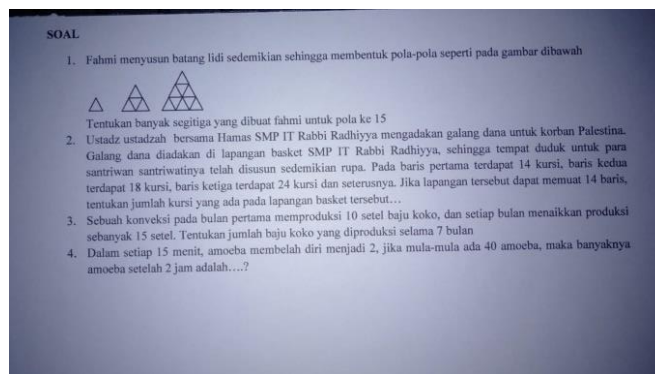 SOAL
1. Fahmi menyusun batang lidi sedemikian sehingga membentuk pola-pola seperti pada gambar dibawah
Tentukan banyak segitiga yang dibuat fahmi untuk pola ke 15
2. Ustadz ustadzah bersama Hamas SMP IT Rabbi Radhiyya mengadakan galang dana untuk korban Palestina.
Galang dana diadakan di lapangan basket SMP IT Rabbi Radhiyya, sehingga tempat duduk untuk para
santriwan santriwatinya telah disusun sedemikian rupa. Pada baris pertama terdapat 14 kursi, baris kedua
terdapat 18 kursi, baris ketiga terdapat 24 kursi dan seterusnya. Jika lapangan tersebut dapat memuat 14 baris,
tentukan jumlah kursi yang ada pada lapangan basket tersebut…
3. Sebuah konveksi pada bulan pertama memproduksi 10 setel baju koko, dan setiap bulan menaikkan produksi
sebanyak 15 setel. Tentukan jumlah baju koko yang diproduksi selama 7 bulan
4. Dalam setiap 15 menit, amoeba membelah diri menjadi 2, jika mula-mula ada 40 amoeba, maka banyaknya
amoeba setelah 2 jam adalah….?